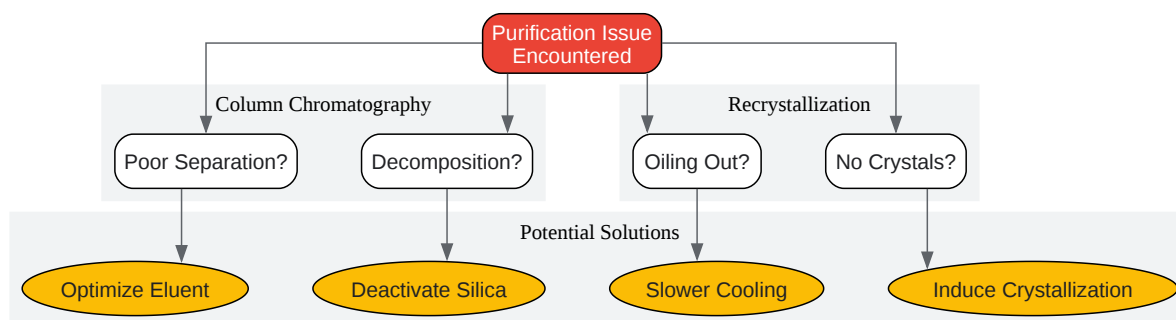 Purification Issue
Encountered
Column Chromatography
Recrystallization
Poor Separation?
Decomposition?
Oiling Out?
No Crystals?
Potential Solutions
Optimize Eluent
Deactivate Silica
Slower Cooling
Induce Crystallization